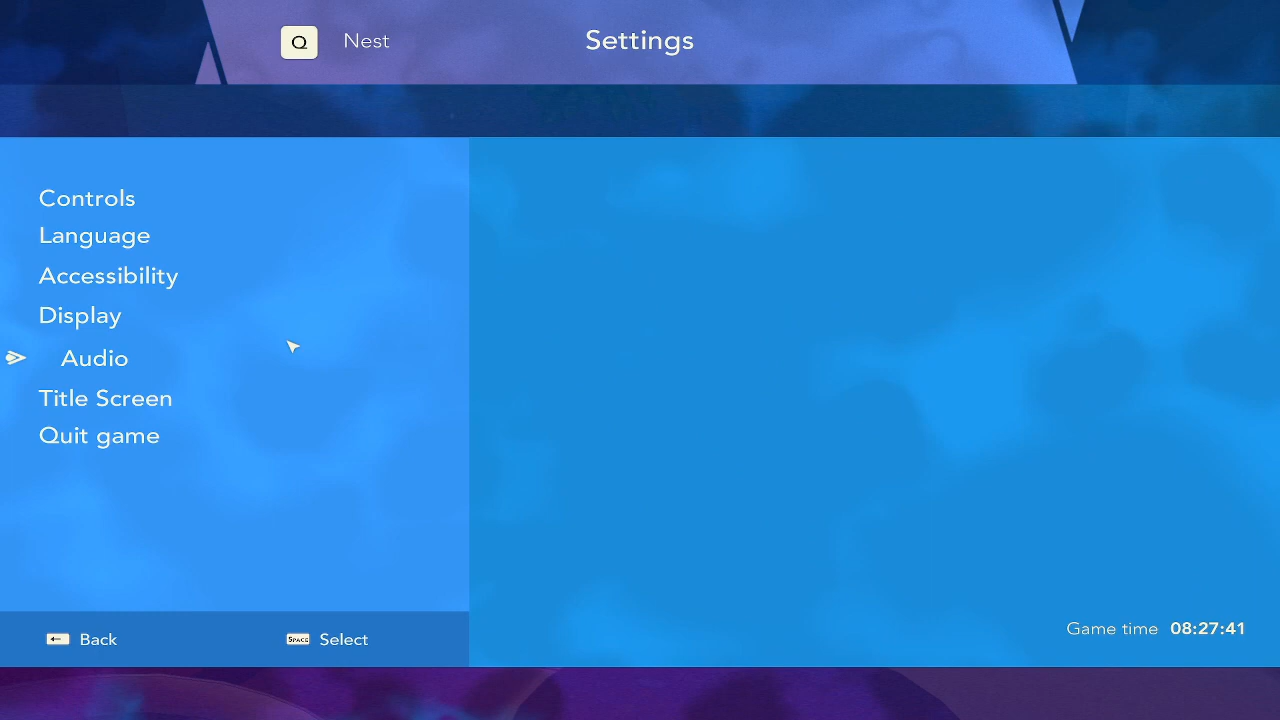 Q Nest Settings
Controls
Language
Accessibility
Display
Audio
Title Screen
Quit game
Game time 08:27:41
← Back SPACE Select